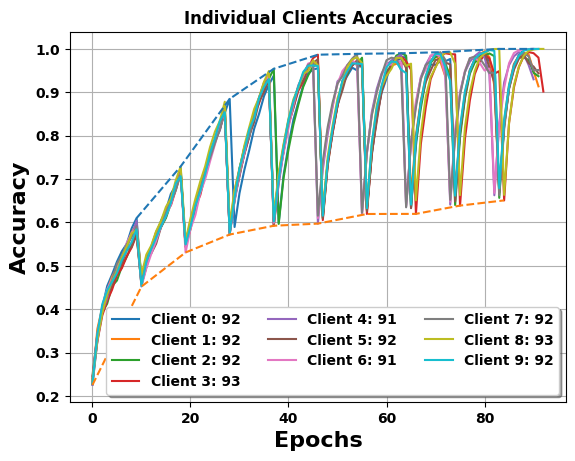 Individual Clients Accuracies
Accuracy
1.0
0.9
0.8
0.7
0.6
0.5
0.4
0.3
0.2
Client 0: 92
Client 1: 92
Client 2: 92
Client 3: 93
Client 4: 91
Client 5: 92
Client 6: 91
Client 7: 92
Client 8: 93
Client 9: 92
0 20 40 60 80
Epochs